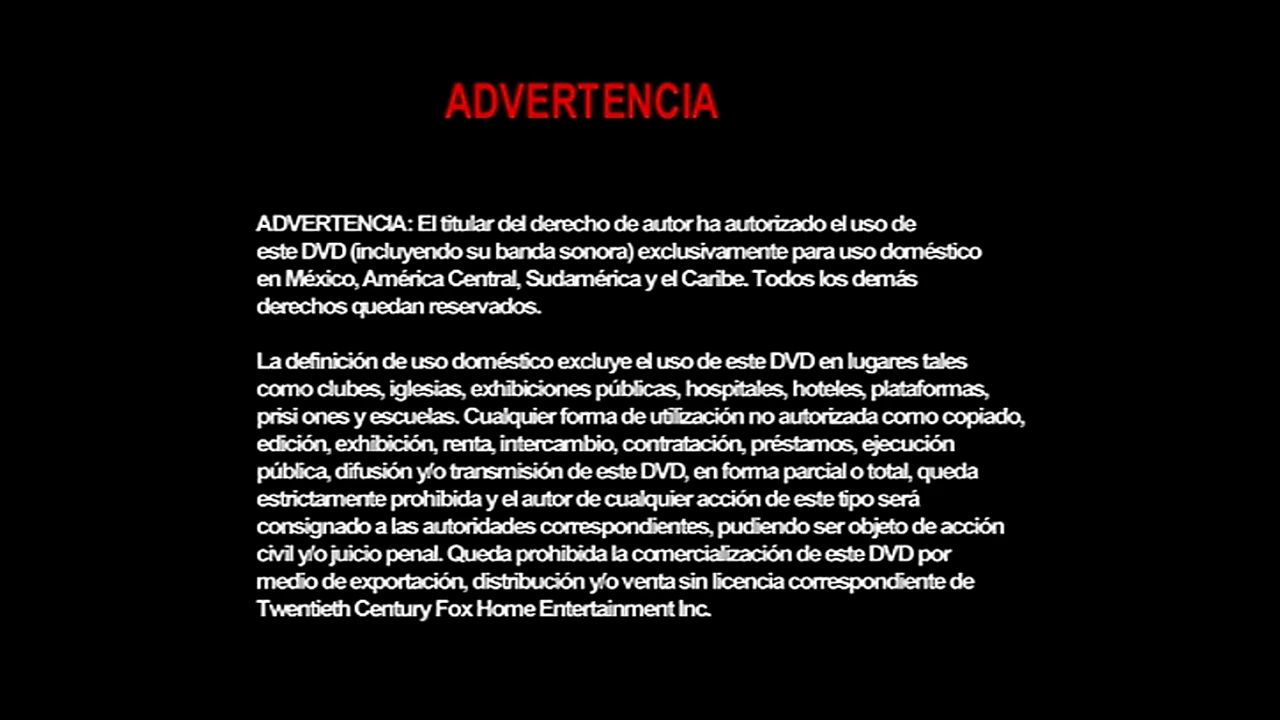 ADVERTENCIA
ADVERTENCIA: El titular del derecho de autor ha autorizado el uso de
este DVD (incluyendo su banda sonora) exclusivamente para uso doméstico
en México, América Central, Sudamérica y el Caribe. Todos los demás
derechos quedan reservados.
La definición de uso doméstico excluye el uso de este DVD en lugares tales
como clubes, iglesias, exhibiciones públicas, hospitales, hoteles, plataformas,
prisi ones y escuelas. Cualquier forma de utilización no autorizada como copiado,
edición, exhibición, renta, intercambio, contratación, préstamos, ejecución
pública, difusión y/o transmisión de este DVD, en forma parcial o total, queda
estrictamente prohibida y el autor de cualquier acción de este tipo será
consignado a las autoridades correspondientes, pudiendo ser objeto de acción
civil y/o juicio penal. Queda prohibida la comercialización de este DVD por
medio de exportación, distribución y/o venta sin licencia correspondiente de
Twentieth Century Fox Home Entertainment Inc.